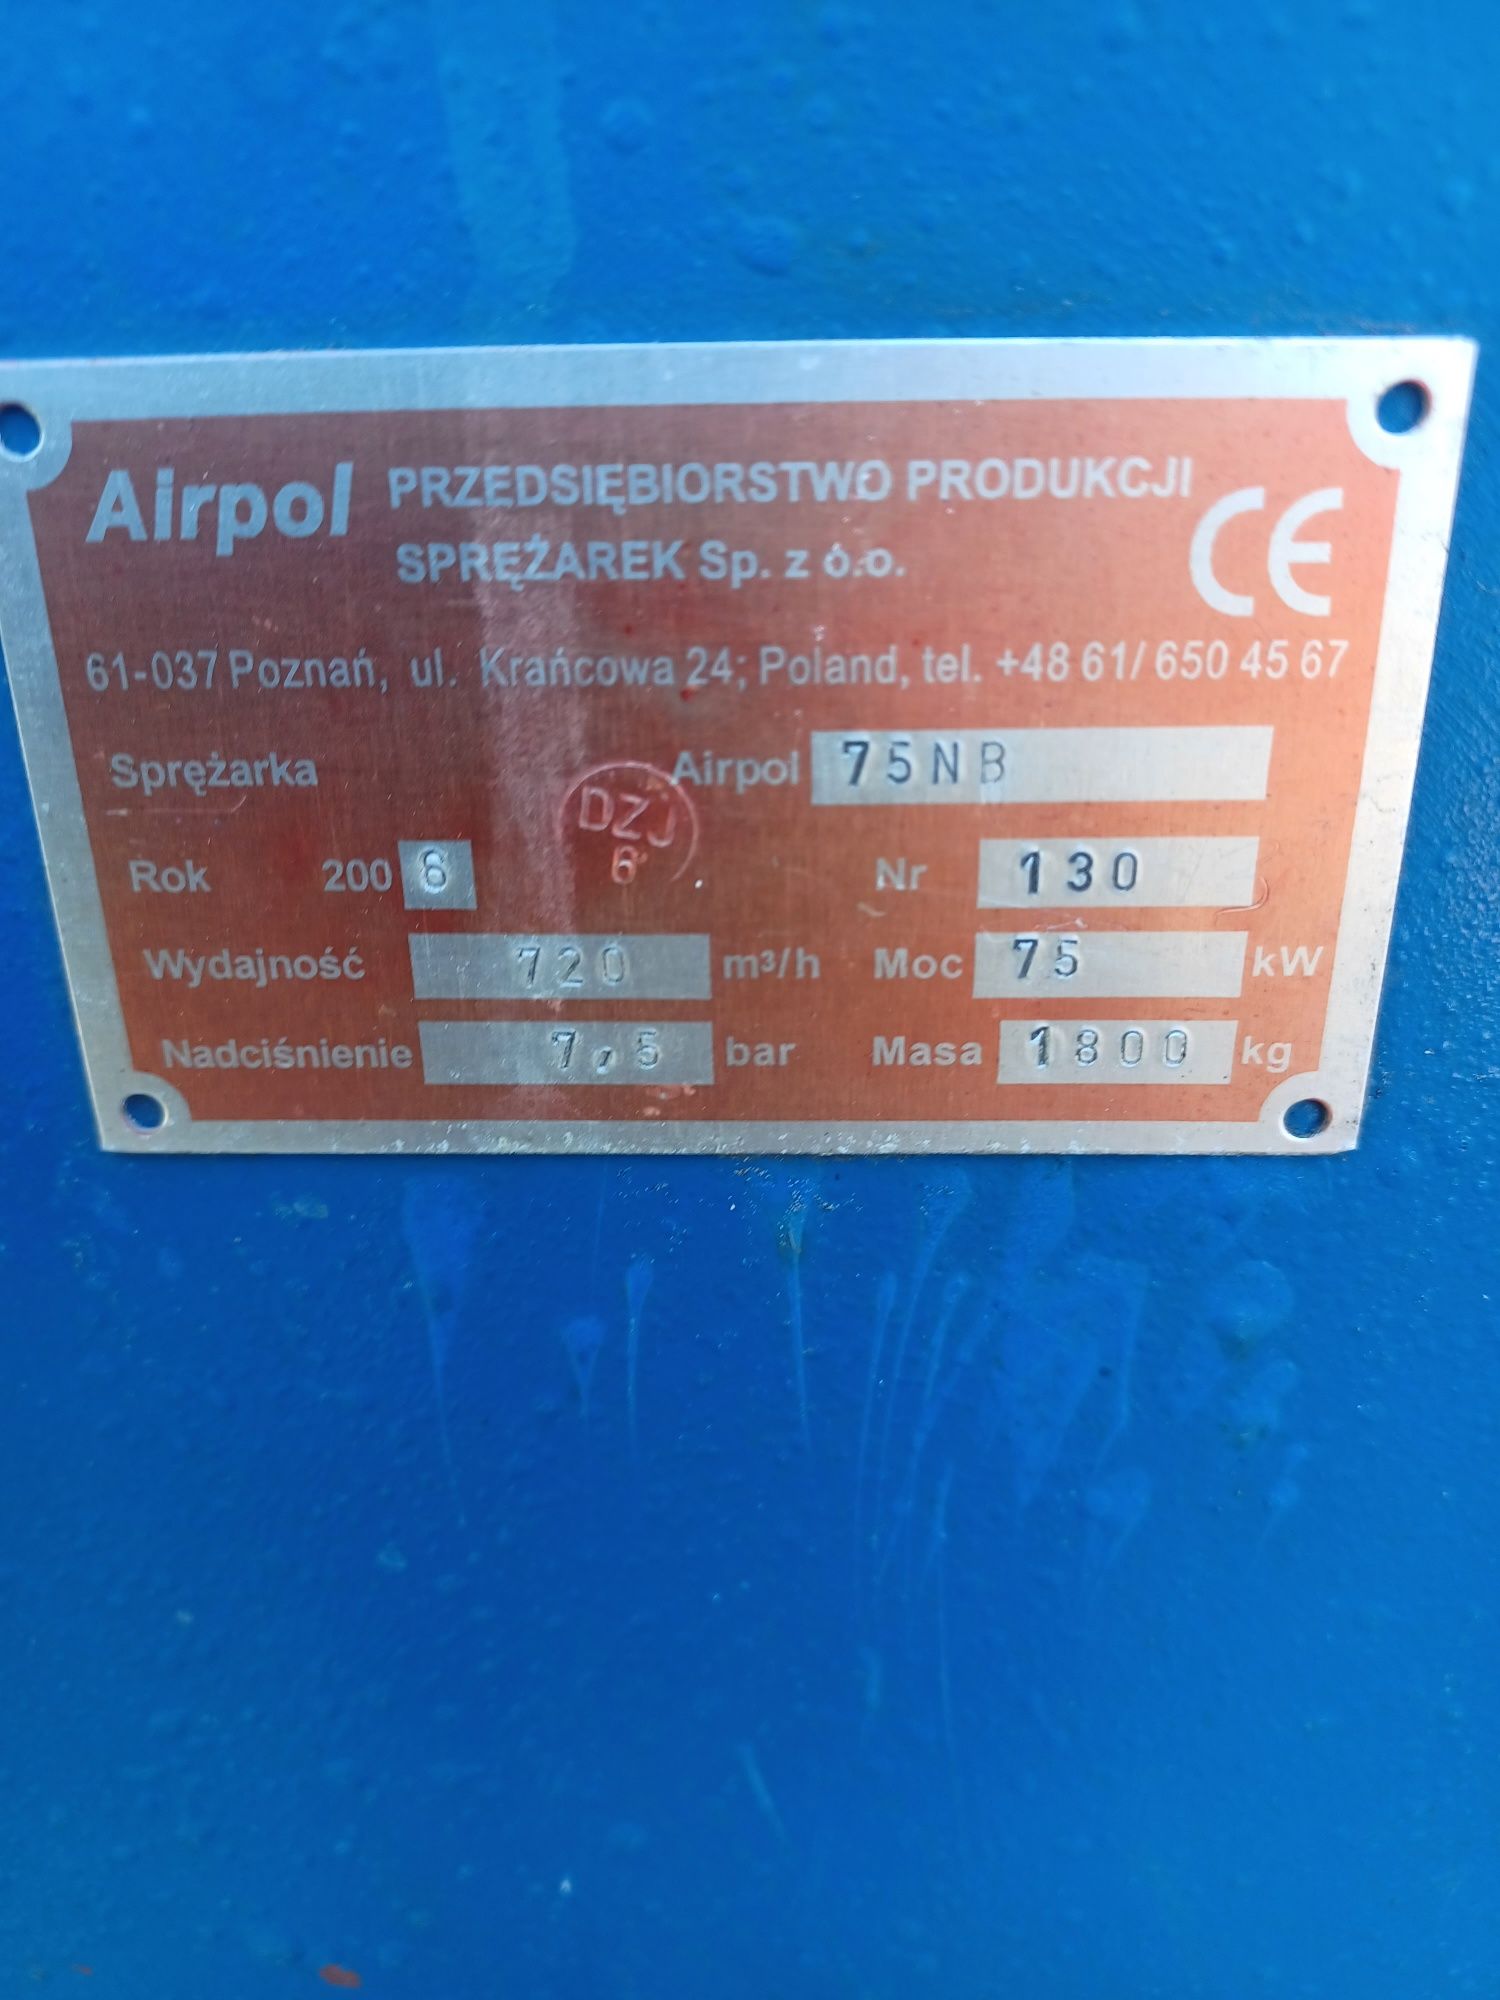 Airpol PRZEDSIĘBIORSTWO PRODUKCJI
SPRĘŻAREK Sp. z o.o.
CE
61-037 Poznań, ul. Krańcowa 24; Poland, tel. +48 61/ 650 45 67
Sprężarka Airpol 75NB
DZJ
6
Rok 2006 Nr 130
Wydajność 720 m³/h Moc 75 kW
Nadciśnienie 7,5 bar Masa 1800 kg